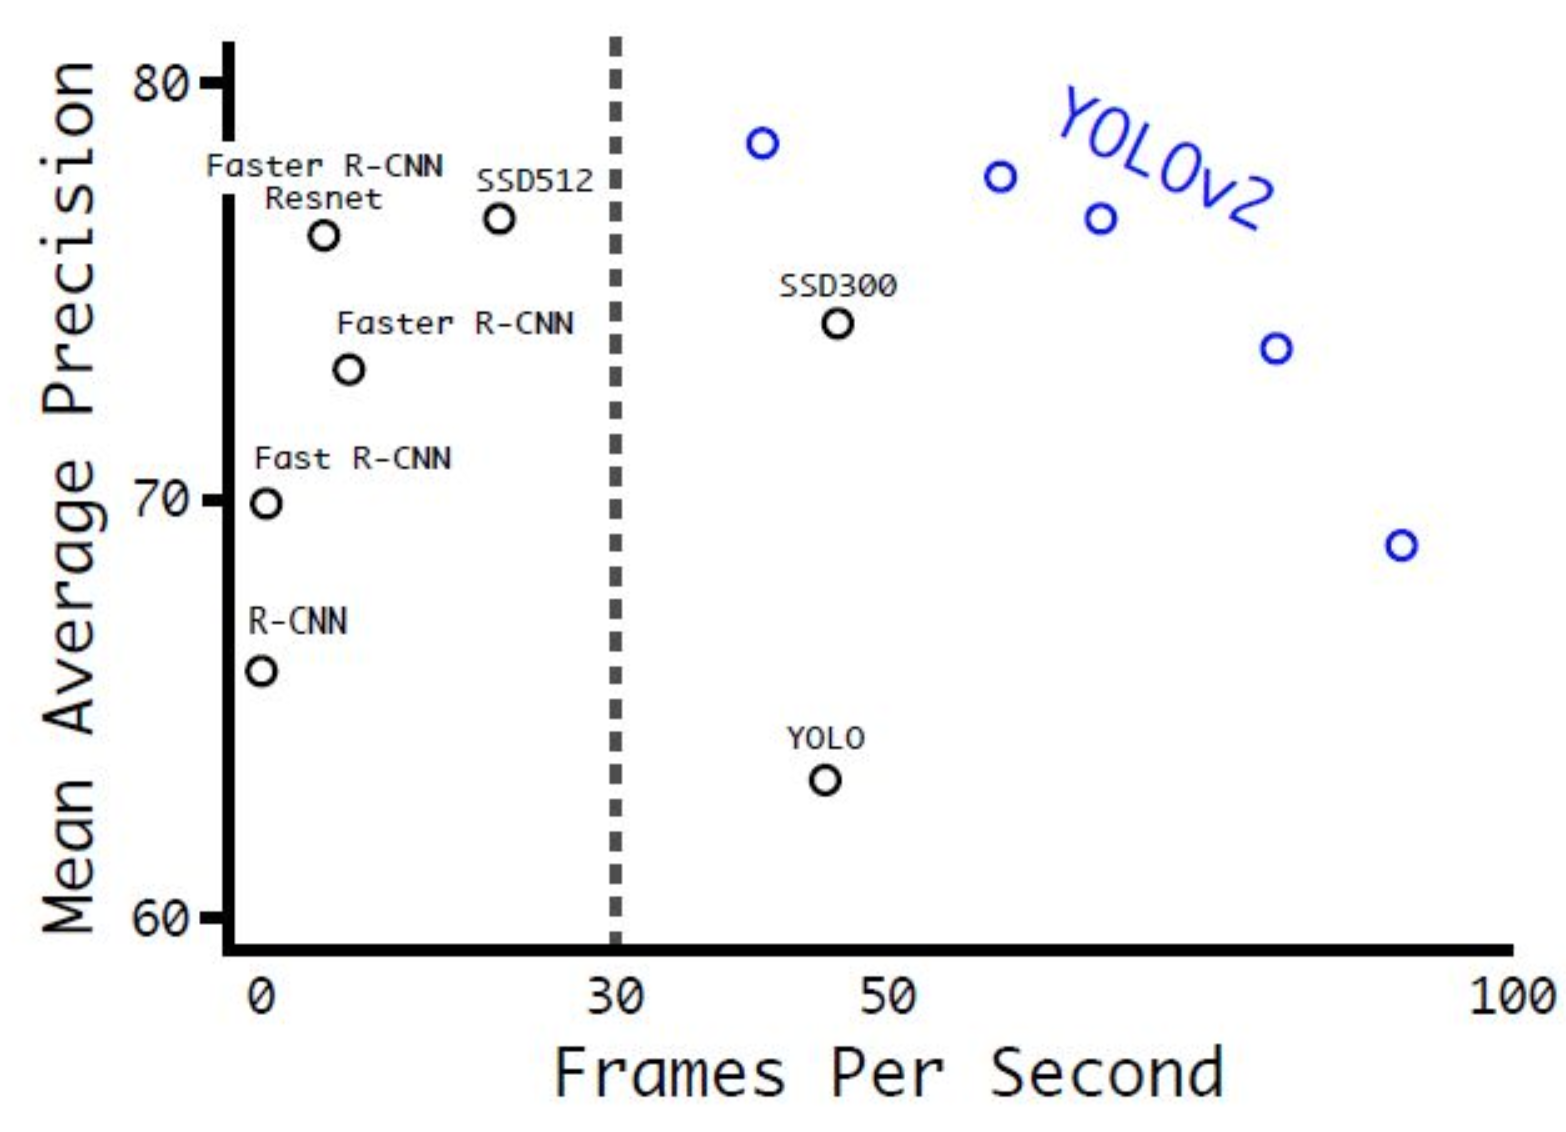 80
Faster R-CNN
Resnet
SSD512
YOLOv2
SSD300
Faster R-CNN
Fast R-CNN
70
R-CNN
YOLO
60
0 30 50 100
Frames Per Second
Mean Average Precision